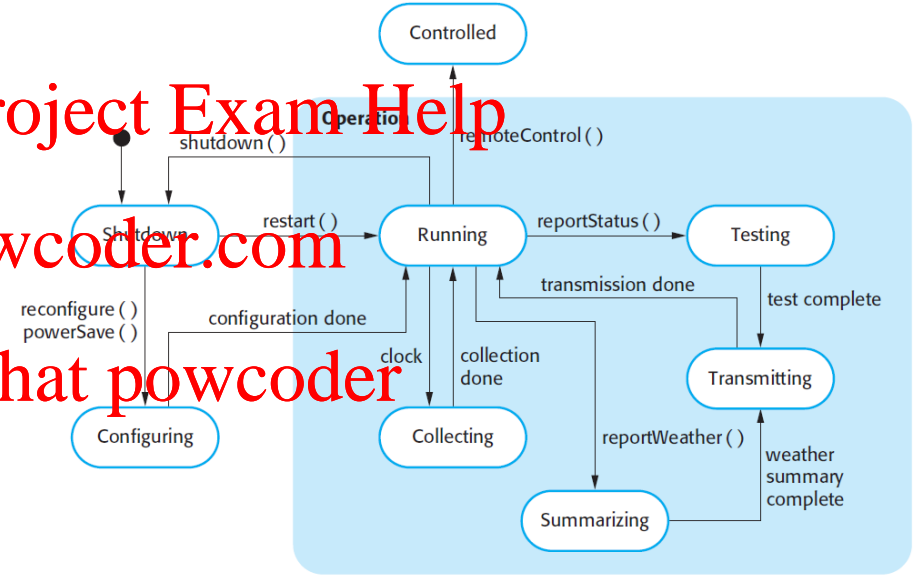 Controlled
roject Exam Help
Operation
remoteControl ( )
shutdown ( )
wcoder.com
Shutdown
restart ( )
Running
reportStatus ( )
Testing
reconfigure ( )
powerSave ( )
configuration done
transmission done
test complete
hat powcoder
clock
collection
done
Transmitting
Configuring
Collecting
reportWeather ( )
weather
summary
complete
Summarizing